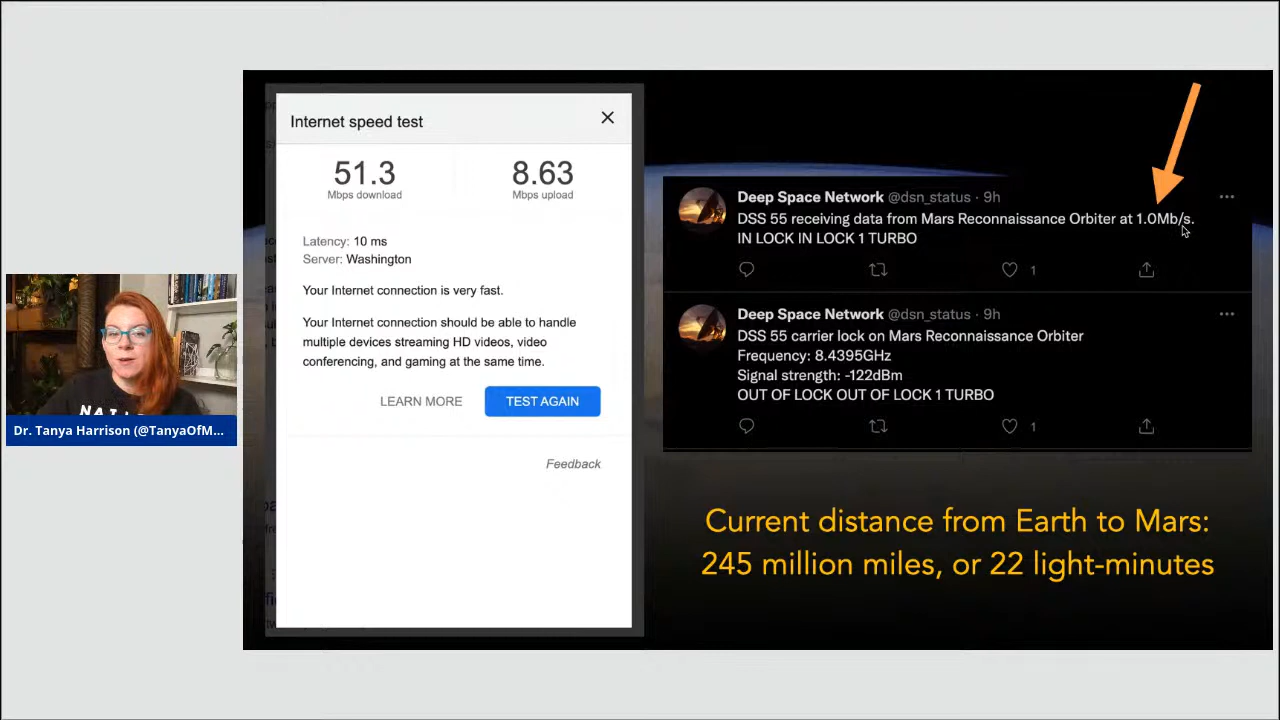 Internet speed test
51.3
Mbps download
8.63
Mbps upload
Latency: 10 ms
Server: Washington
Your Internet connection is very fast.
Your Internet connection should be able to handle
multiple devices streaming HD videos, video
conferencing, and gaming at the same time.
LEARN MORE
TEST AGAIN
Feedback
Deep Space Network @dsn_status · 9h
DSS 55 receiving data from Mars Reconnaissance Orbiter at 1.0Mb/s.
IN LOCK IN LOCK 1 TURBO
1
Deep Space Network @dsn_status · 9h
DSS 55 carrier lock on Mars Reconnaissance Orbiter
Frequency: 8.4395GHz
Signal strength: -122dBm
OUT OF LOCK OUT OF LOCK 1 TURBO
1
Current distance from Earth to Mars:
245 million miles, or 22 light-minutes
Dr. Tanya Harrison (@TanyaOfM...